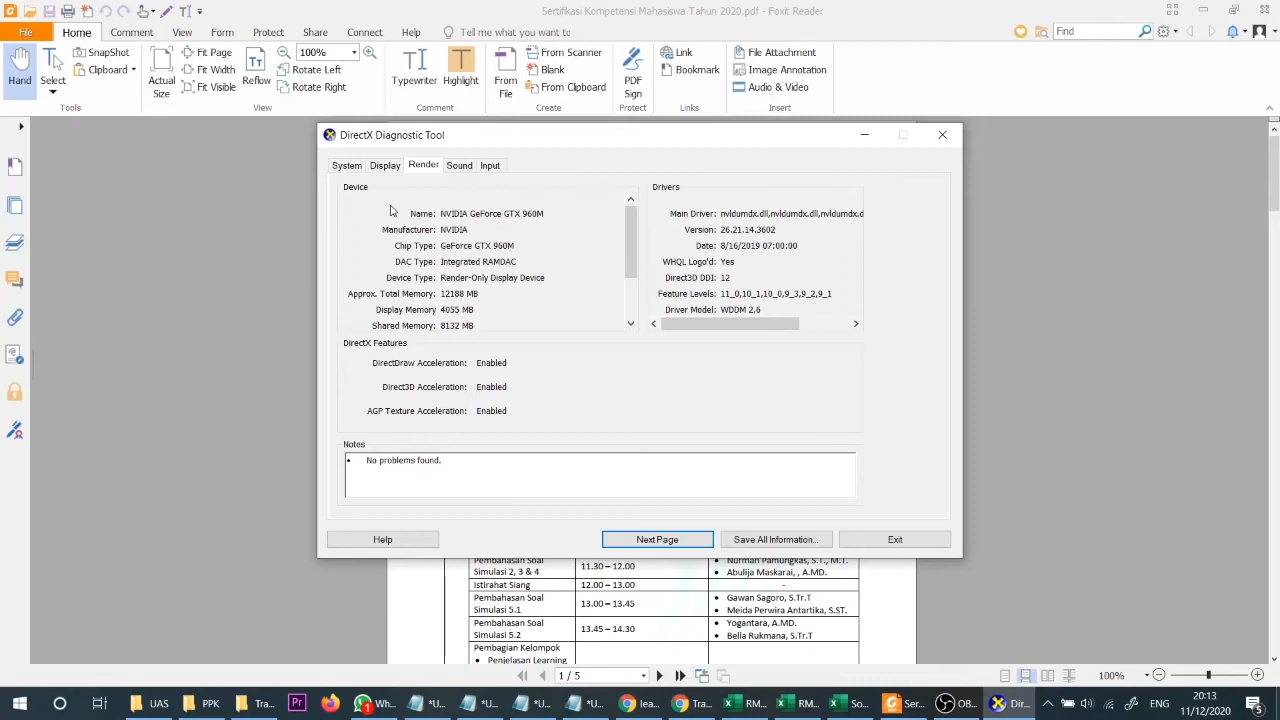 Sertifikasi Kompetensi Mahasiswa Tahun 2020.pdf - Foxit Reader
File Home Comment View Form Protect Share Connect Help Tell me what you want to
Find
Hand
Select
SnapShot
Clipboard
Tools
Actual
Size
Fit Page
Fit Width
Fit Visible
Reflow
100%
Rotate Left
Rotate Right
View
Typewriter
Highlight
Comment
From
File
From Scanner
Blank
From Clipboard
Create
PDF
Sign
Protect
Link
Bookmark
Links
File Attachment
Image Annotation
Audio & Video
Insert
DirectX Diagnostic Tool
System Display Render Sound Input
Device
Name: NVIDIA GeForce GTX 960M
Manufacturer: NVIDIA
Chip Type: GeForce GTX 960M
DAC Type: Integrated RAMDAC
Device Type: Render-Only Display Device
Approx. Total Memory: 12188 MB
Display Memory 4055 MB
Shared Memory: 8132 MB
Drivers
Main Driver: nvldumdx.dll,nvldumdx.dll,nvldumdx.d
Version: 26.21.14.3602
Date: 8/16/2019 07:00:00
WHQL Logo'd: Yes
Direct3D DDI: 12
Feature Levels: 11_0,10_1,10_0,9_3,9_2,9_1
Driver Model: WDDM 2.6
DirectX Features
DirectDraw Acceleration: Enabled
Direct3D Acceleration: Enabled
AGP Texture Acceleration: Enabled
Notes
• No problems found.
Help Next Page Save All Information... Exit
Pembahasan Soal
Simulasi 2, 3 & 4
11.30 – 12.00
• Nurman Pamungkas, S.T., M.T.
• Abulija Maskarai, , A.MD.
Istirahat Siang 12.00 – 13.00 -
Pembahasan Soal
Simulasi 5.1
13.00 – 13.45
• Gawan Sagoro, S.Tr.T
• Meida Perwira Antartika, S.ST.
Pembahasan Soal
Simulasi 5.2
13.45 – 14.30
• Yogantara, A.MD.
• Bella Rukmana, S.Tr.T
Pembagian Kelompok
• Penjelasan Learning
1 / 5
100%
UAS PPK Tra... Wh... *U... *U... *U... lea... Tra... RM... RM... So... Ser... OB... Dir...
ENG
20:13
11/12/2020
5
1